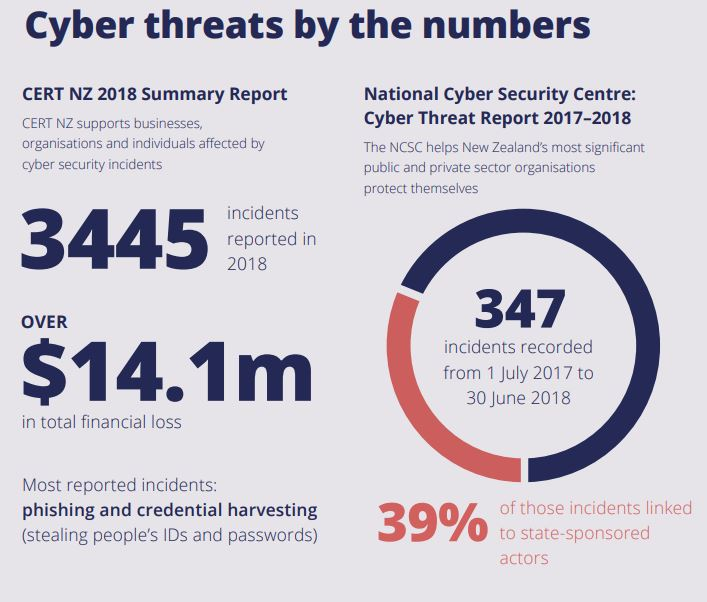 Cyber threats by the numbers
CERT NZ 2018 Summary Report
CERT NZ supports businesses,
organisations and individuals affected by
cyber security incidents
3445
incidents
reported in
2018
OVER
$14.1m
in total financial loss
Most reported incidents:
phishing and credential harvesting
(stealing people’s IDs and passwords)
National Cyber Security Centre:
Cyber Threat Report 2017–2018
The NCSC helps New Zealand’s most significant
public and private sector organisations
protect themselves
347
incidents recorded
from 1 July 2017 to
30 June 2018
39%
of those incidents linked
to state-sponsored
actors